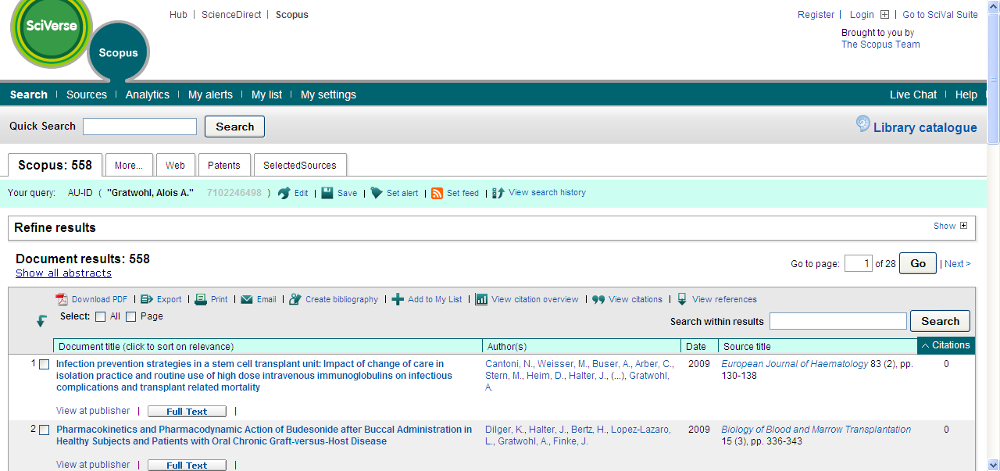 SciVerse
Scopus
Hub | ScienceDirect | Scopus
Register | Login | Go to SciVal Suite
Brought to you by
The Scopus Team
Search | Sources | Analytics | My alerts | My list | My settings
Live Chat | Help
Quick Search Search
Library catalogue
Scopus: 558 More... Web Patents SelectedSources
Your query: AU-ID ( "Gratwohl, Alois A." 7102246498 ) Edit | Save | Set alert | Set feed | View search history
Refine results Show
Document results: 558
Show all abstracts
Go to page: 1 of 28 Go | Next >
Download PDF | Export | Print | Email | Create bibliography | Add to My List | View citation overview | View citations | View references
Select: All Page
Search within results Search
Document title (click to sort on relevance) Author(s) Date Source title Citations
1 Infection prevention strategies in a stem cell transplant unit: Impact of change of care in Cantoni, N., Weisser, M., Buser, A., Arber, C., 2009 European Journal of Haematology 83 (2), pp. 0
isolation practice and routine use of high dose intravenous immunoglobulins on infectious Stern, M., Heim, D., Halter, J., (...), Gratwohl, 130-138
complications and transplant related mortality A.
View at publisher | Full Text |
2 Pharmacokinetics and Pharmacodynamic Action of Budesonide after Buccal Administration in Dilger, K., Halter, J., Bertz, H., Lopez-Lazaro, 2009 Biology of Blood and Marrow Transplantation 0
Healthy Subjects and Patients with Oral Chronic Graft-versus-Host Disease L., Gratwohl, A., Finke, J. 15 (3), pp. 336-343
View at publisher | Full Text |